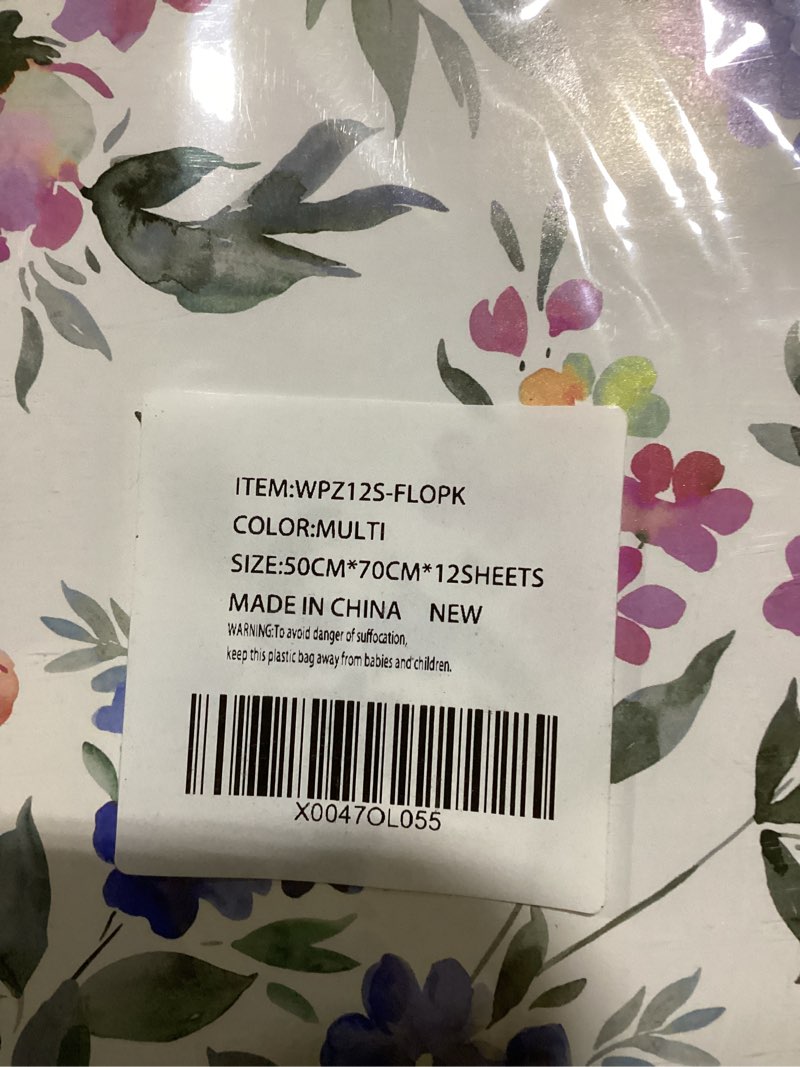 ITEM:WPZ12S-FLOPK
COLOR:MULTI
SIZE:50CM*70CM*12SHEETS
MADE IN CHINA NEW
WARNING:To avoid danger of suffocation,
keep this plastic bag away from babies and children.
X0047OL055